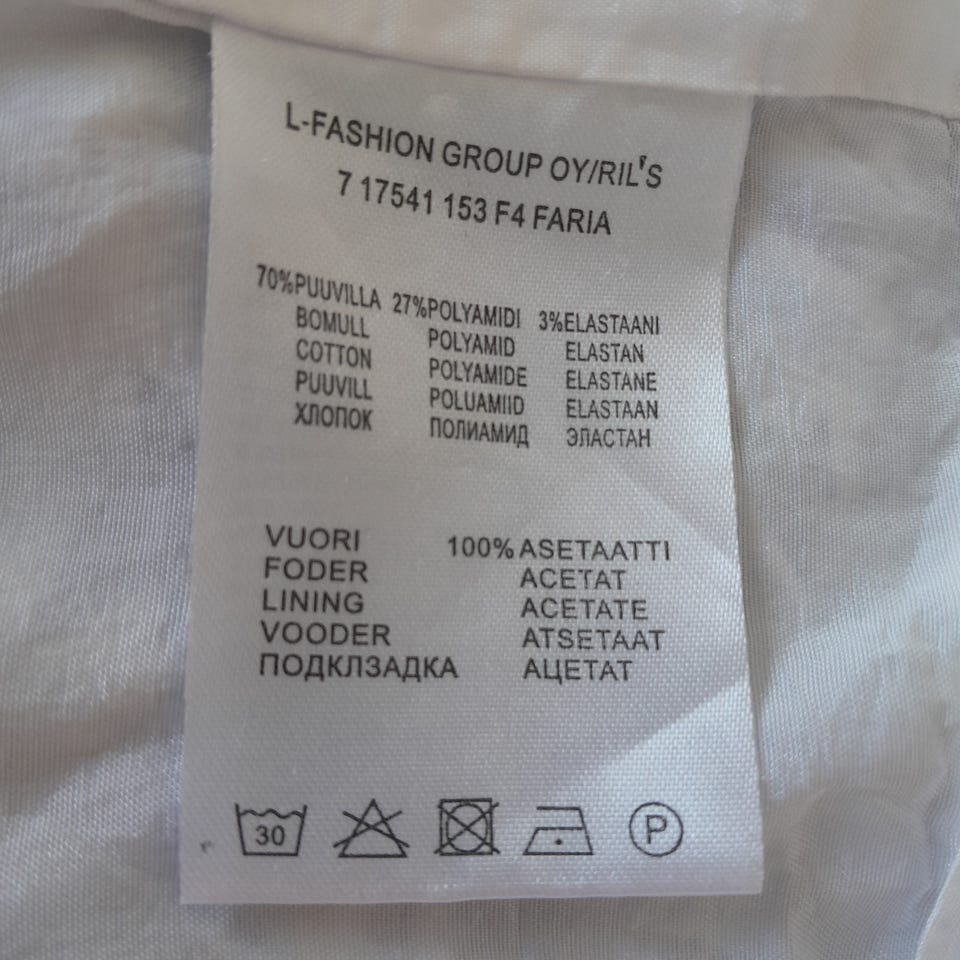 L-FASHION GROUP OY/RIL'S
7 17541 153 F4 FARIA
70%PUUVILLA 27%POLYAMIDI 3%ELASTAANI
BOMULL POLYAMID ELASTAN
COTTON POLYAMIDE ELASTANE
PUUVILL POLUAMIID ELASTAAN
ХЛОПОК ПОЛИАМИД ЭЛАСТАН
VUORI 100% ASETAATTI
FODER ACETAT
LINING ACETATE
VOODER ATSETAAT
ПОДКЛЗАДКА АЦЕТАТ
30 P